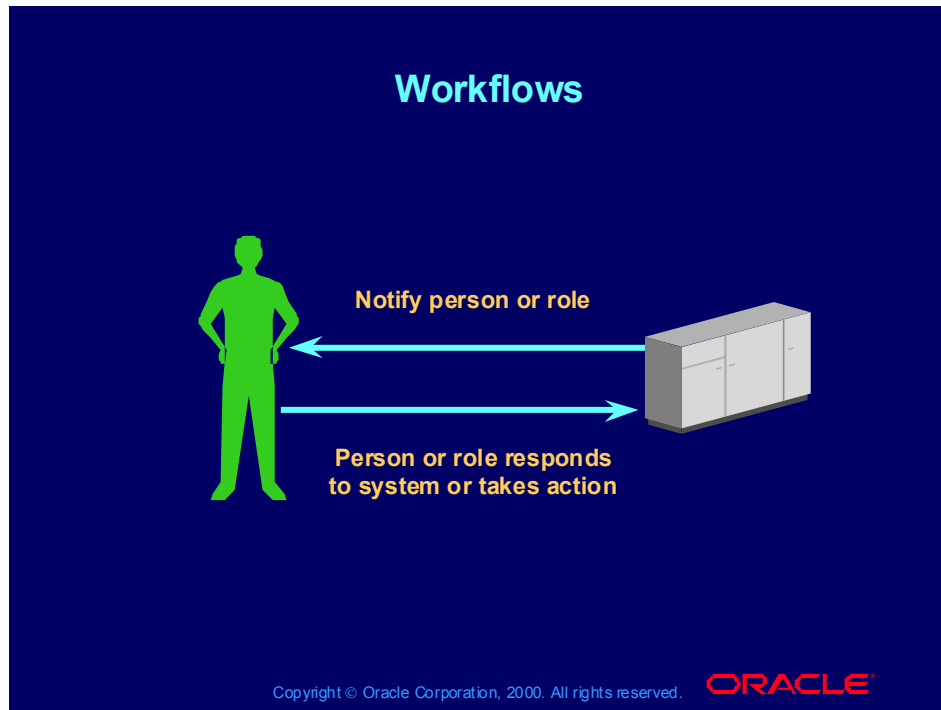 Workflows
Notify person or role
Person or role responds
to system or takes action
Copyright © Oracle Corporation, 2000. All rights reserved.
ORACLE®